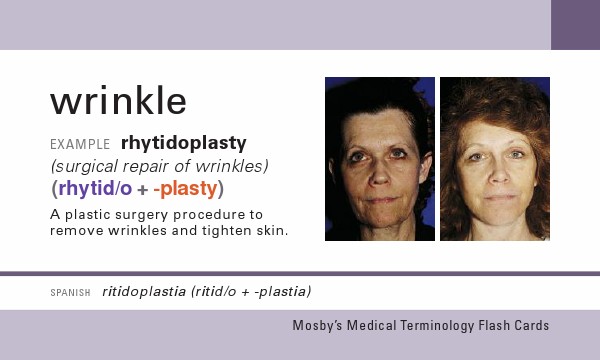 wrinkle
EXAMPLE rhytidoplasty
(surgical repair of wrinkles)
(rhytid/o + -plasty)
A plastic surgery procedure to
remove wrinkles and tighten skin.
SPANISH ritidoplastia (ritid/o + -plastia)
Mosby's Medical Terminology Flash Cards